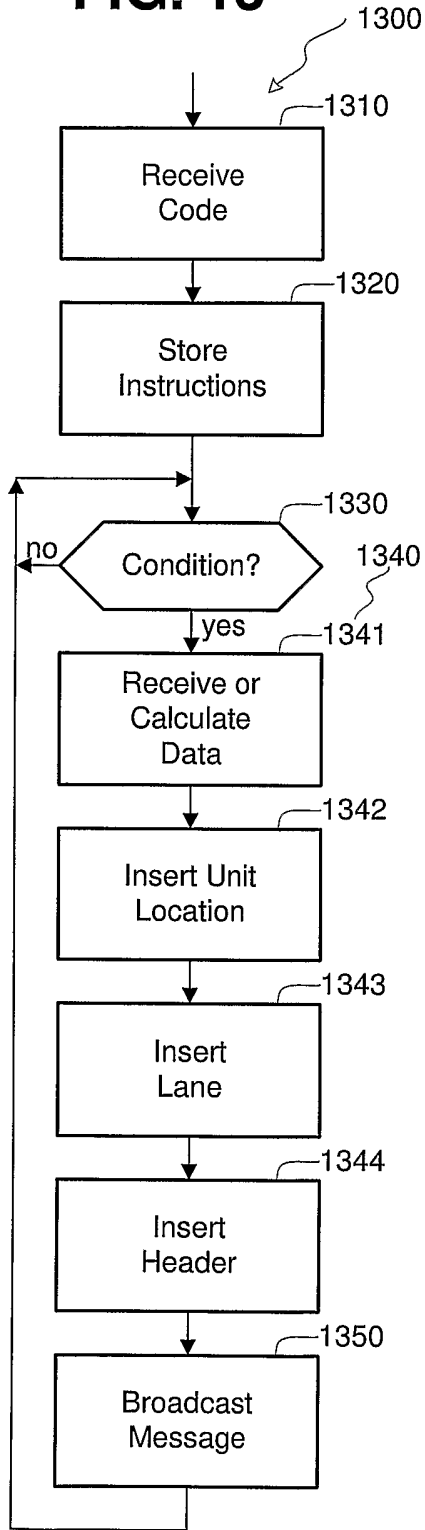 1300
1310
Receive
Code
1320
Store
Instructions
1330
no
Condition?
1340
yes
1341
Receive or
Calculate
Data
1342
Insert Unit
Location
1343
Insert
Lane
1344
Insert
Header
1350
Broadcast
Message